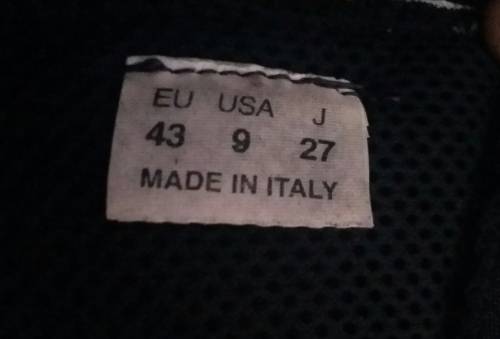 EU USA J
43 9 27
MADE IN ITALY